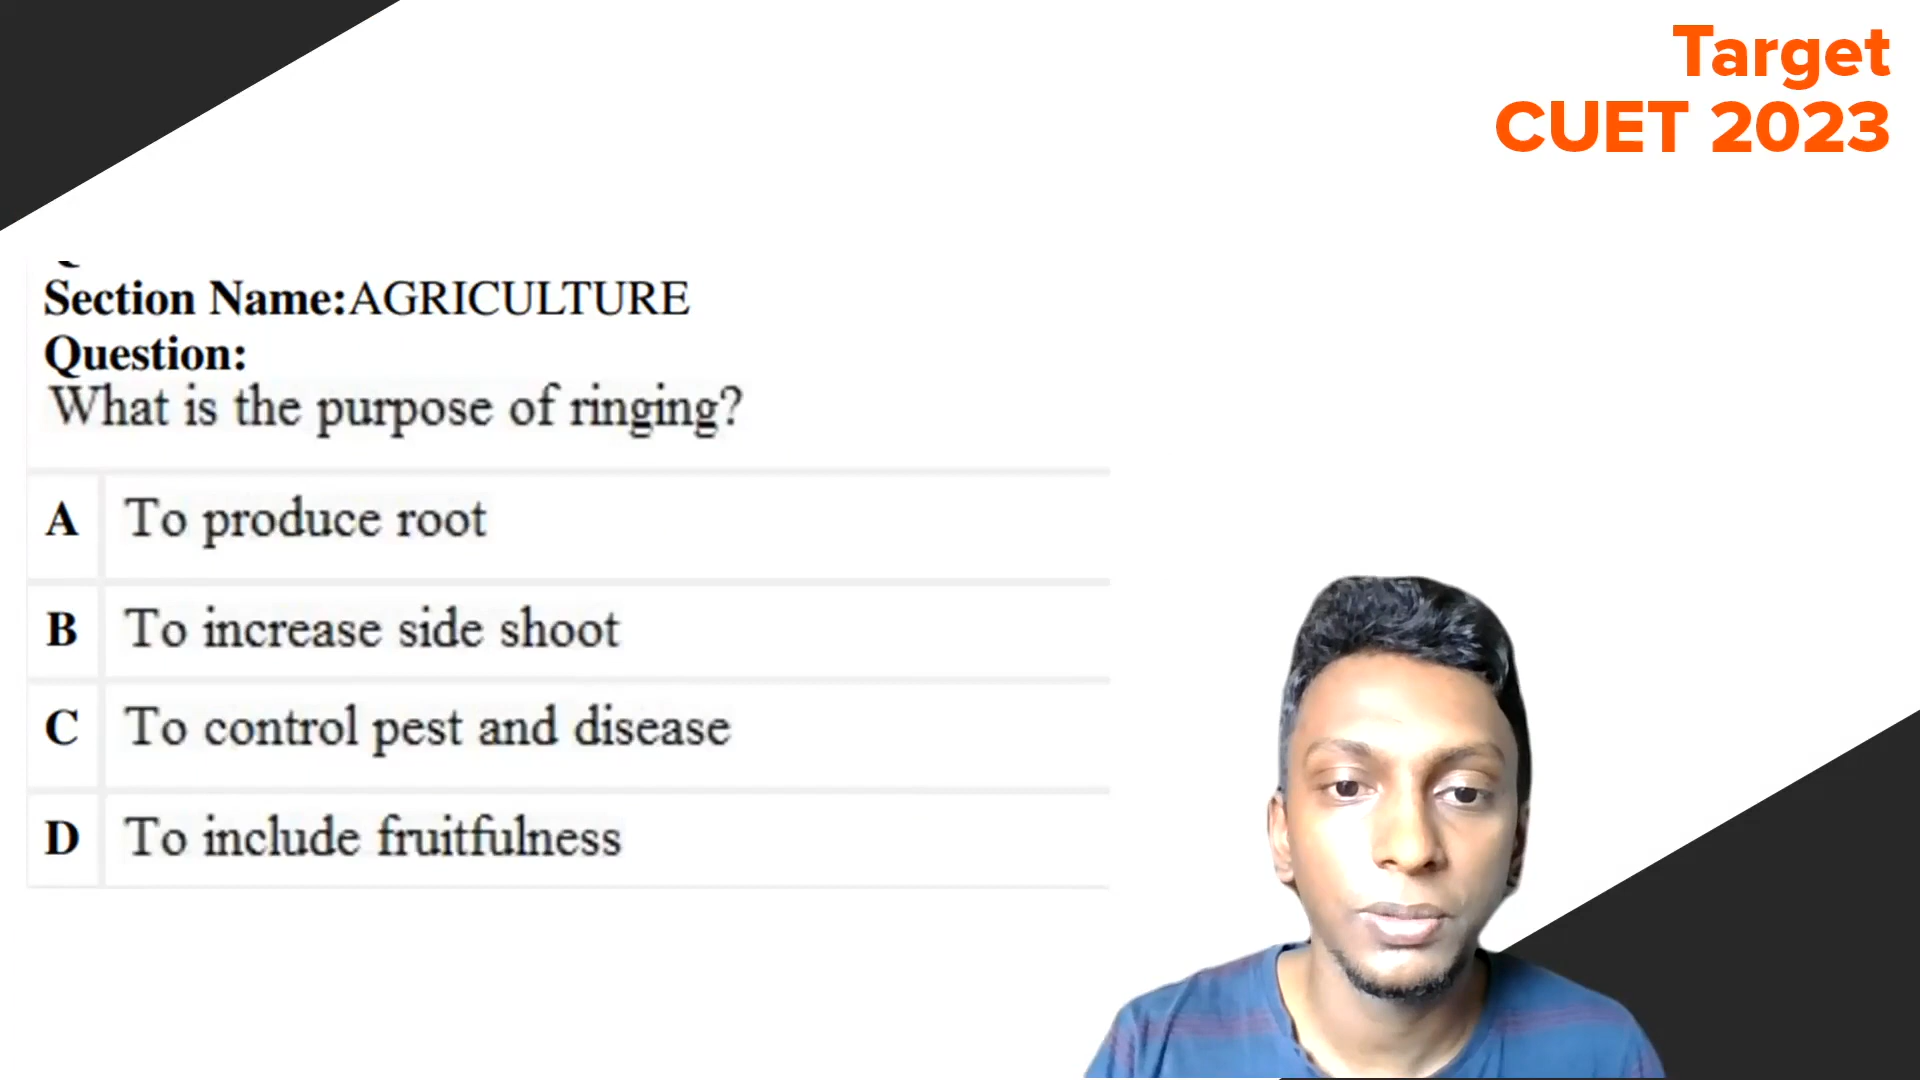 Target
CUET 2023
Section Name:AGRICULTURE
Question:
What is the purpose of ringing?
A To produce root
B To increase side shoot
C To control pest and disease
D To include fruitfulness